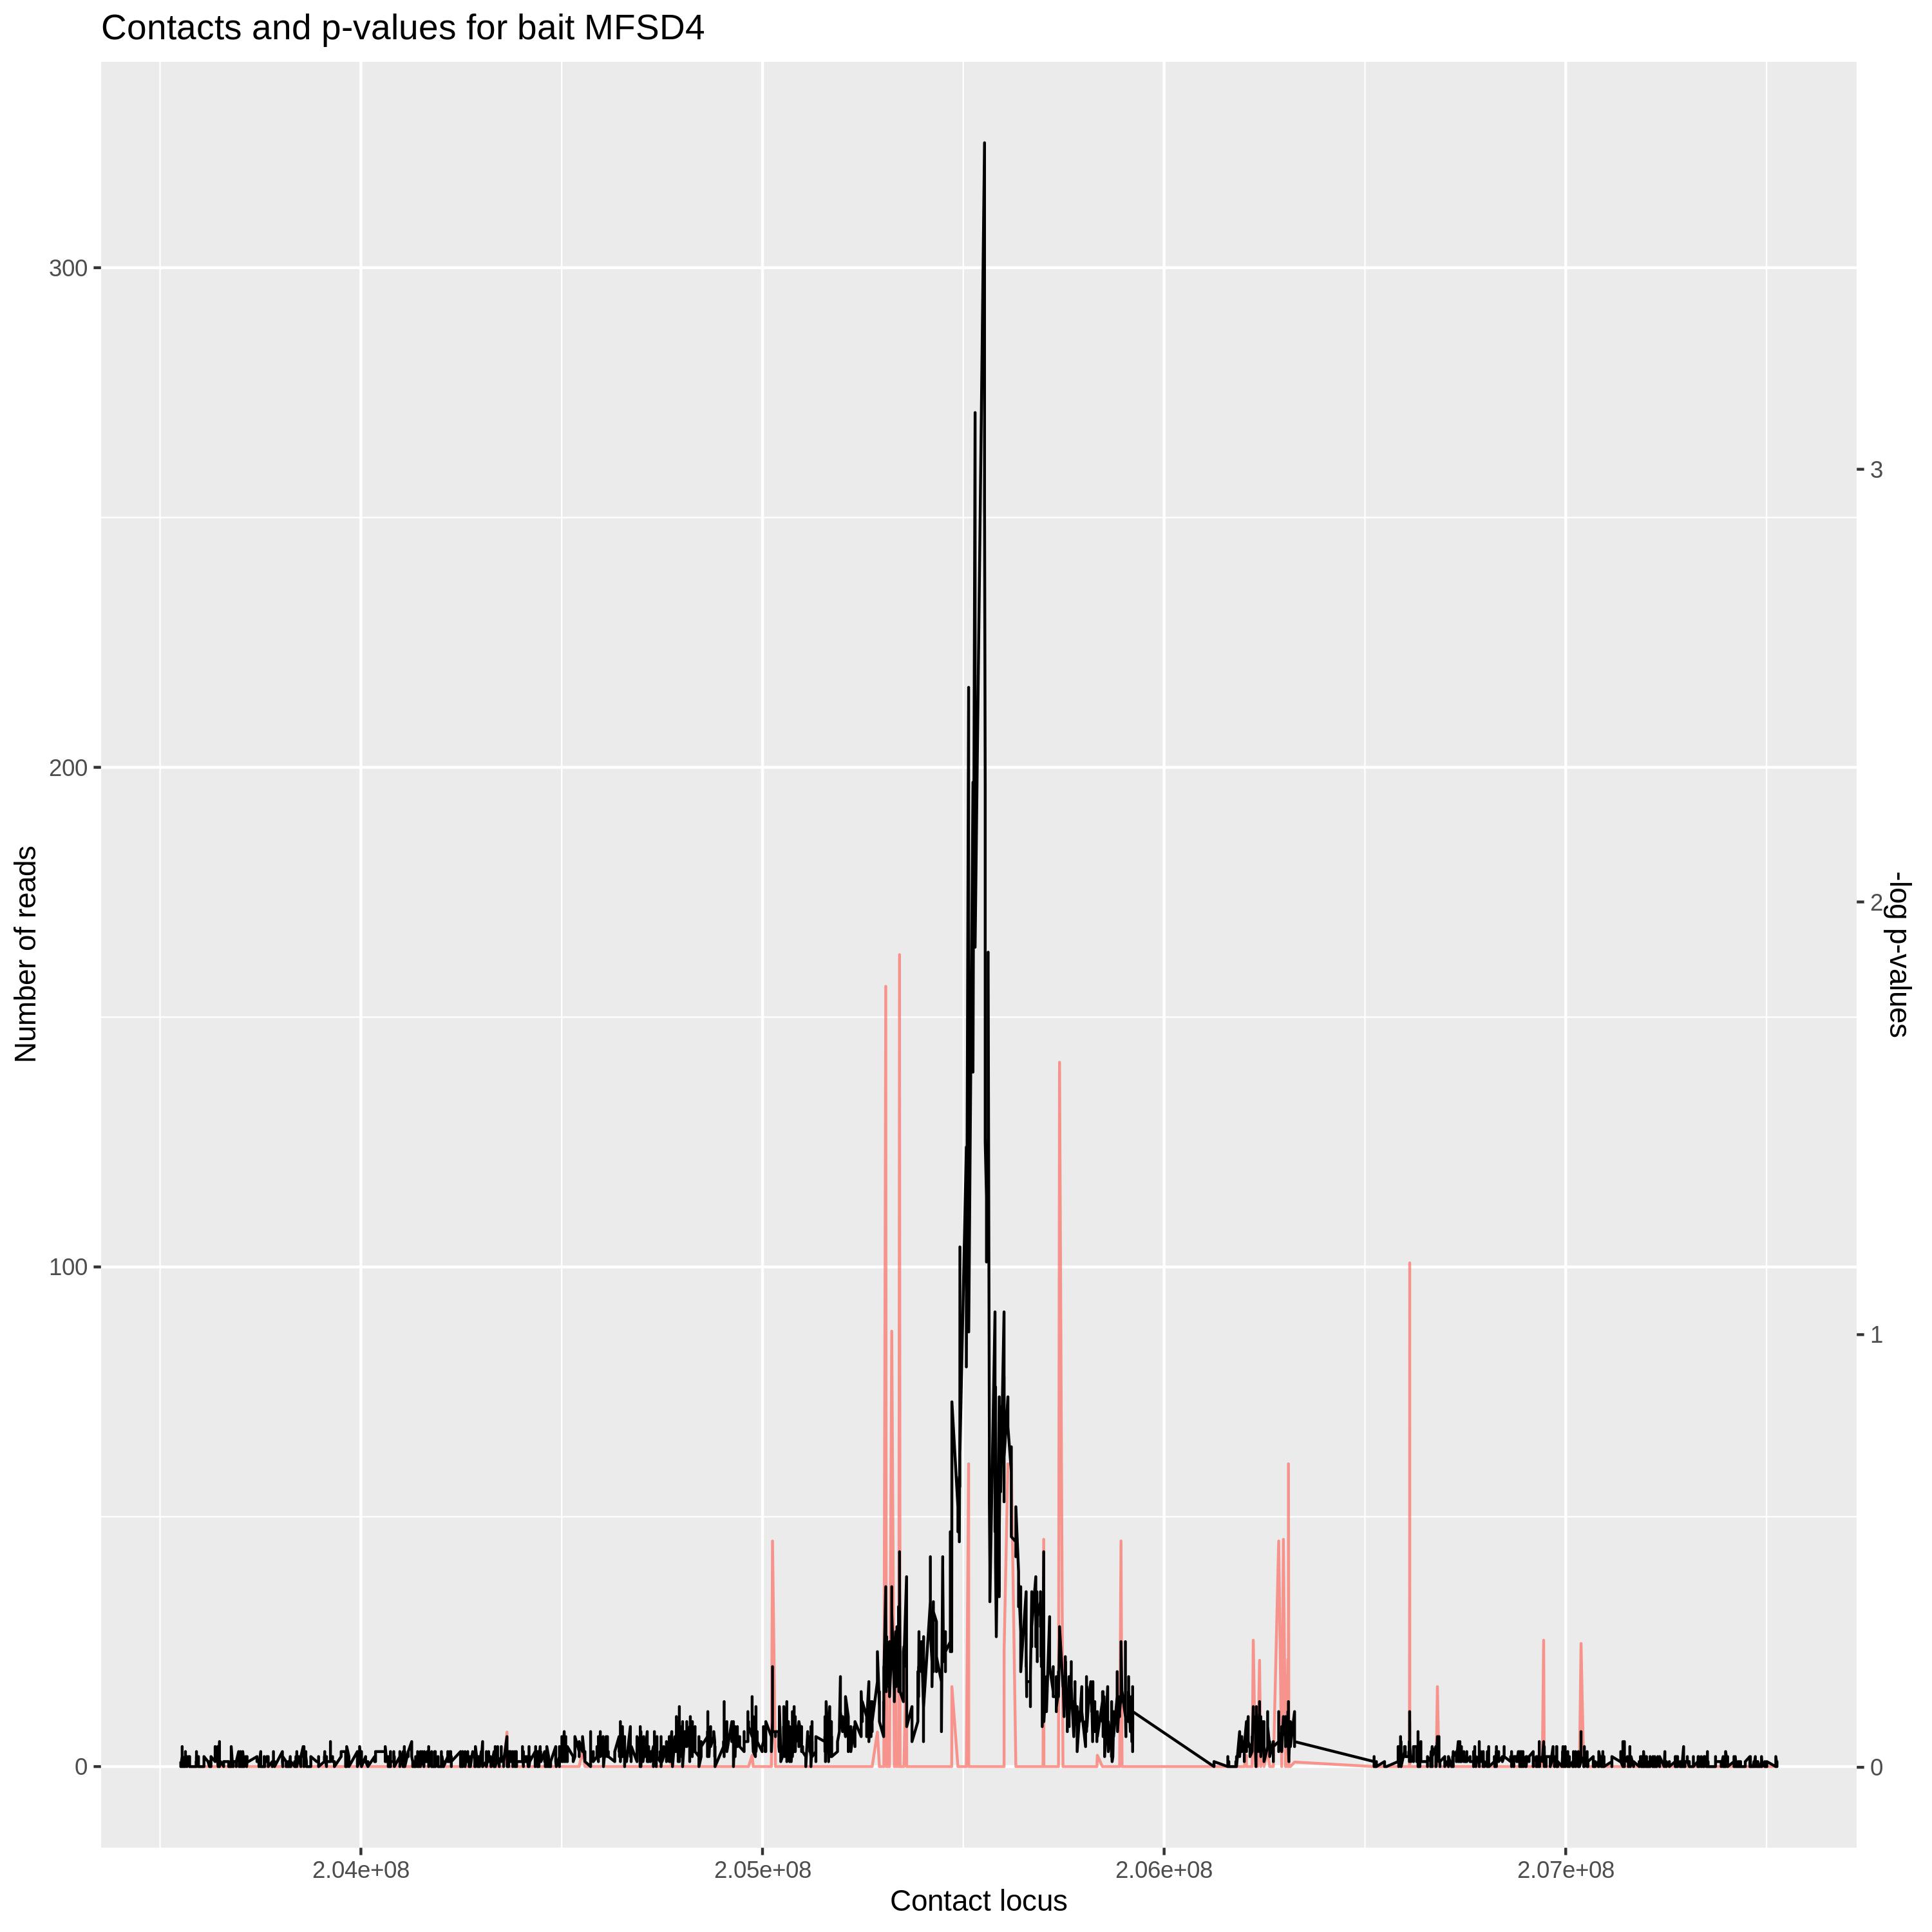 Contacts and p-values for bait MFSD4
Number of reads
300
200
100
0
3
2
1
0
-log p-values
2.04e+08
2.05e+08
2.06e+08
2.07e+08
Contact locus